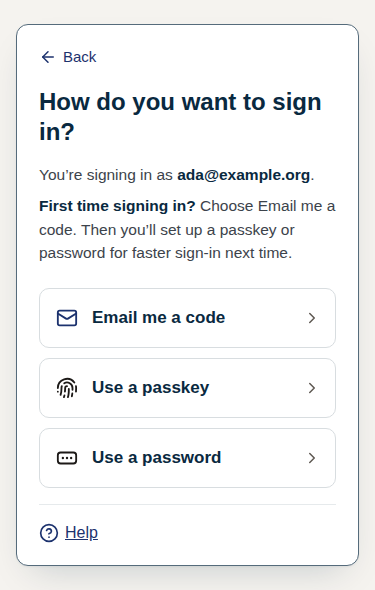 Back
How do you want to sign
in?
You’re signing in as ada@example.org.
First time signing in? Choose Email me a
code. Then you’ll set up a passkey or
password for faster sign-in next time.
Email me a code
Use a passkey
Use a password
Help